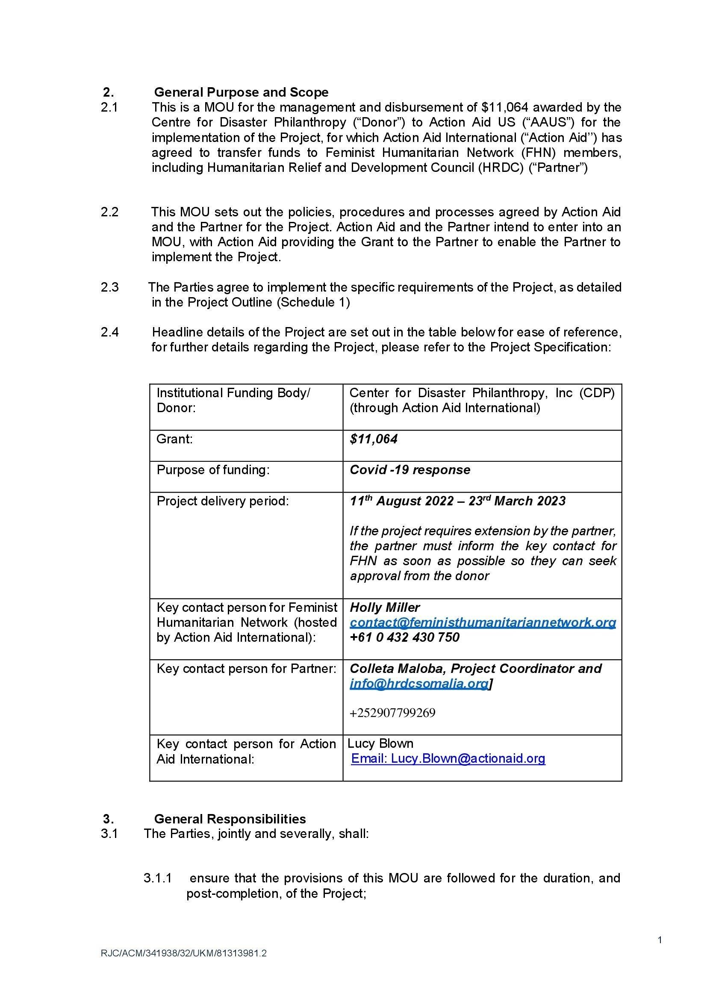 2. General Purpose and Scope
2.1 This is a MOU for the management and disbursement of $11,064 awarded by the
Centre for Disaster Philanthropy (“Donor”) to Action Aid US (“AAUS”) for the
implementation of the Project, for which Action Aid International (“Action Aid’’) has
agreed to transfer funds to Feminist Humanitarian Network (FHN) members,
including Humanitarian Relief and Development Council (HRDC) (“Partner”)
2.2 This MOU sets out the policies, procedures and processes agreed by Action Aid
and the Partner for the Project. Action Aid and the Partner intend to enter into an
MOU, with Action Aid providing the Grant to the Partner to enable the Partner to
implement the Project.
2.3 The Parties agree to implement the specific requirements of the Project, as detailed
in the Project Outline (Schedule 1)
2.4 Headline details of the Project are set out in the table below for ease of reference,
for further details regarding the Project, please refer to the Project Specification:
Institutional Funding Body/
Donor:
Center for Disaster Philanthropy, Inc (CDP)
(through Action Aid International)
Grant:
$11,064
Purpose of funding:
Covid -19 response
Project delivery period:
11th August 2022 – 23rd March 2023
If the project requires extension by the partner,
the partner must inform the key contact for
FHN as soon as possible so they can seek
approval from the donor
Key contact person for Feminist
Humanitarian Network (hosted
by Action Aid International):
Holly Miller
contact@feministhumanitariannetwork.org
+61 0 432 430 750
Key contact person for Partner:
Colleta Maloba, Project Coordinator and
info@hrdcsomalia.org]
+252907799269
Key contact person for Action
Aid International:
Lucy Blown
Email: Lucy.Blown@actionaid.org
3. General Responsibilities
3.1 The Parties, jointly and severally, shall:
3.1.1 ensure that the provisions of this MOU are followed for the duration, and
post-completion, of the Project;
1
RJC/ACM/341938/32/UKM/81313981.2